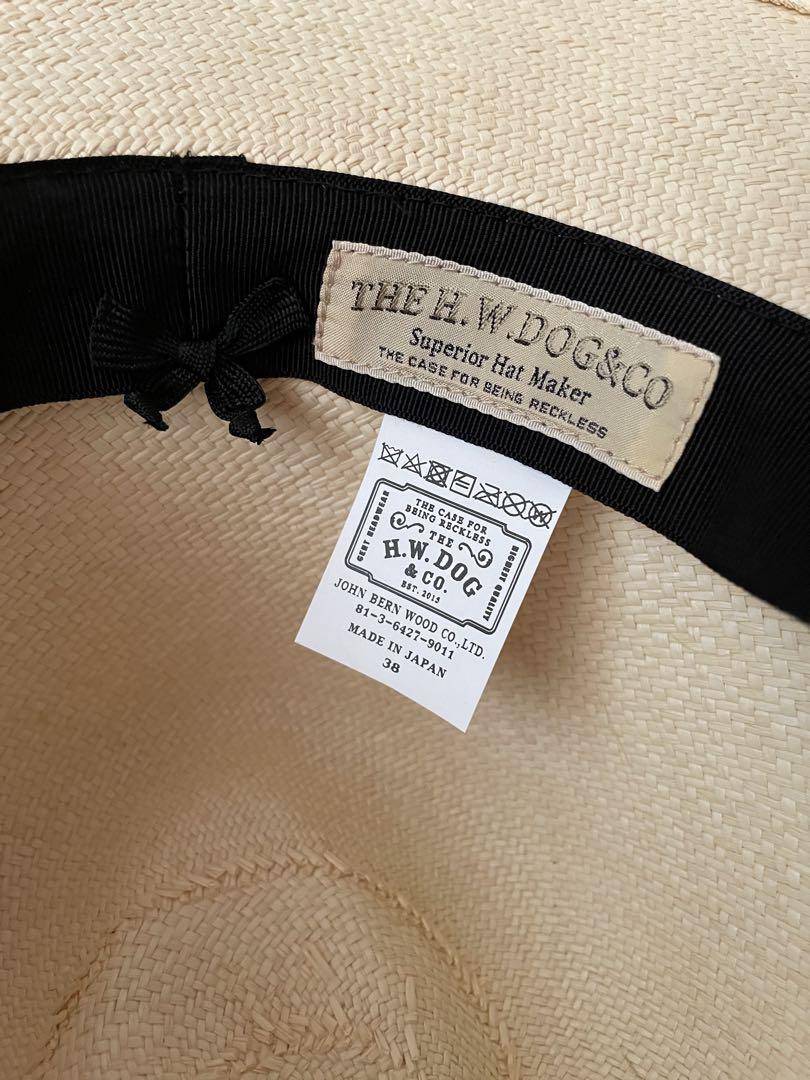 THE H.W.DOG&CO
Superior Hat Maker
THE CASE FOR BEING RECKLESS
THE CASE FOR
BEING RECKLESS
THE
H.W. DOG
& CO.
EST. 2015
GENT HEADWEAR
HIGHEST QUALITY
JOHN BERN WOOD CO.,LTD.
81-3-6427-9011
MADE IN JAPAN
38